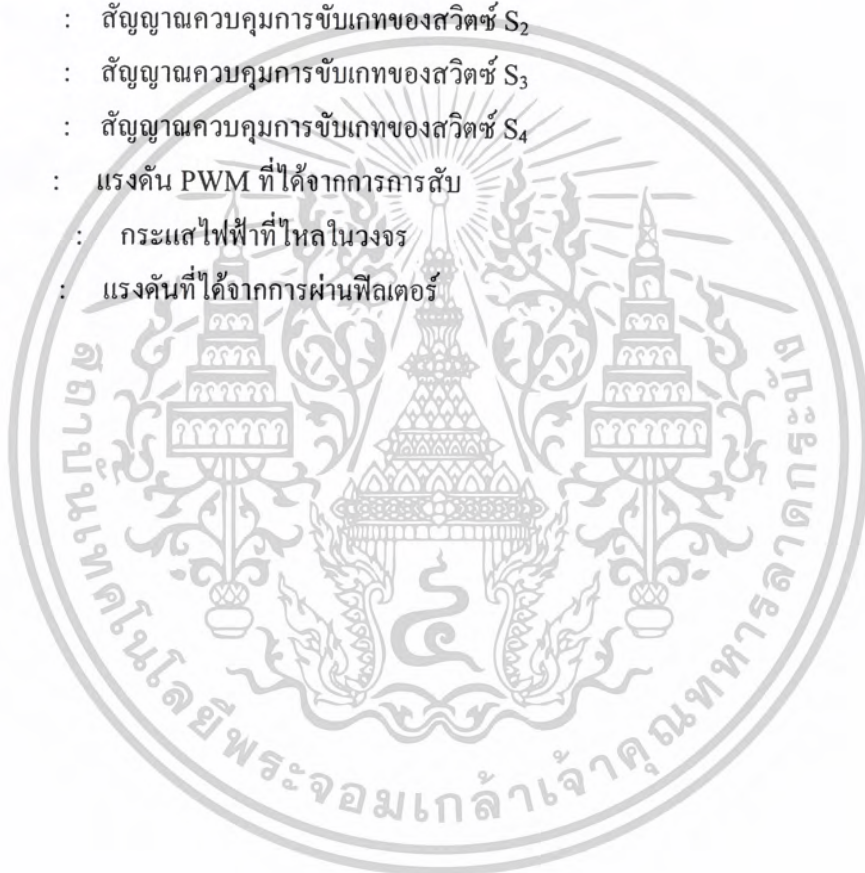 : สัญญาณควบคุมการขับเกทของสวิตซ์ S₂
: สัญญาณควบคุมการขับเกทของสวิตซ์ S₃
: สัญญาณควบคุมการขับเกทของสวิตซ์ S₄
: แรงดัน PWM ที่ได้จากการการสับ
: กระแสไฟฟ้าที่ไหลในวงจร
: แรงดันที่ได้จากการผ่านฟีลเตอร์
สถาบันเทคโนโลยีพระจอมเกล้าเจ้าคุณทหารลาดกระบัง